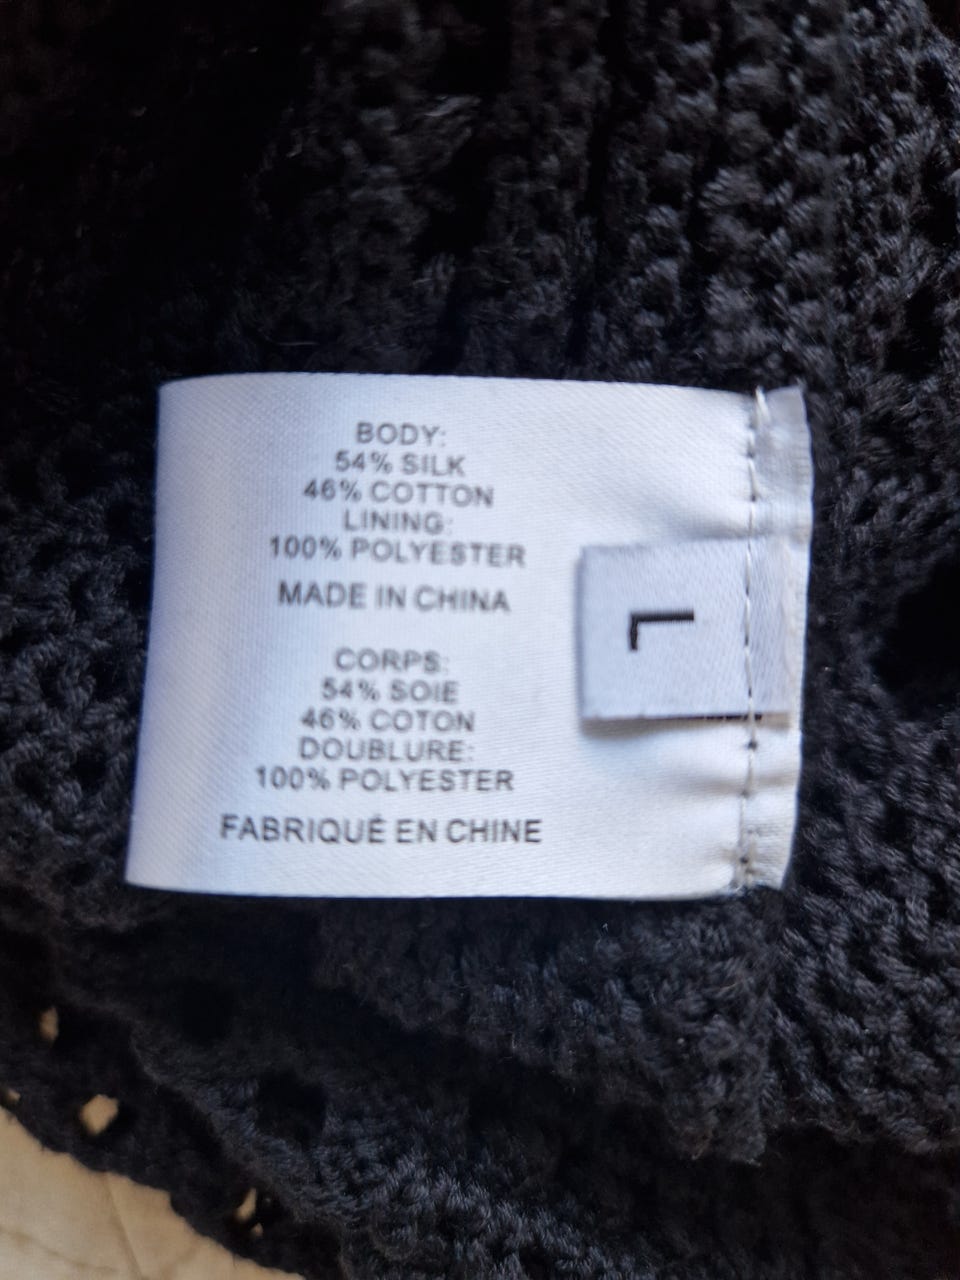 BODY:
54% SILK
46% COTTON
LINING:
100% POLYESTER
MADE IN CHINA
CORPS:
54% SOIE
46% COTON
DOUBLURE:
100% POLYESTER
FABRIQUÉ EN CHINE
L